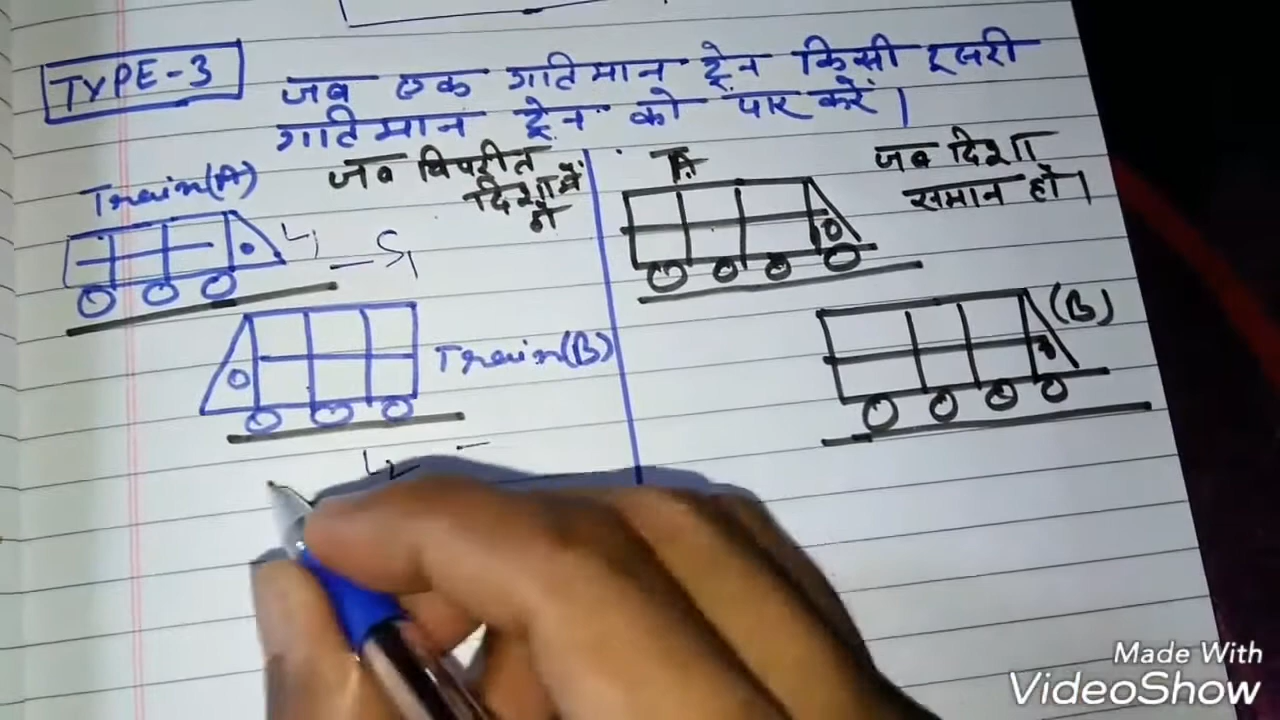 TYPE-3
जब एक गतिमान ट्रेन किसी दूसरी
गतिमान ट्रेन को पार करें।
Train(A)
जब विपरीत
दिशा में
हो
L1 - S1
Train(B)
L2 -
A
जब दिशा
समान हो।
(B)
Made With
VideoShow